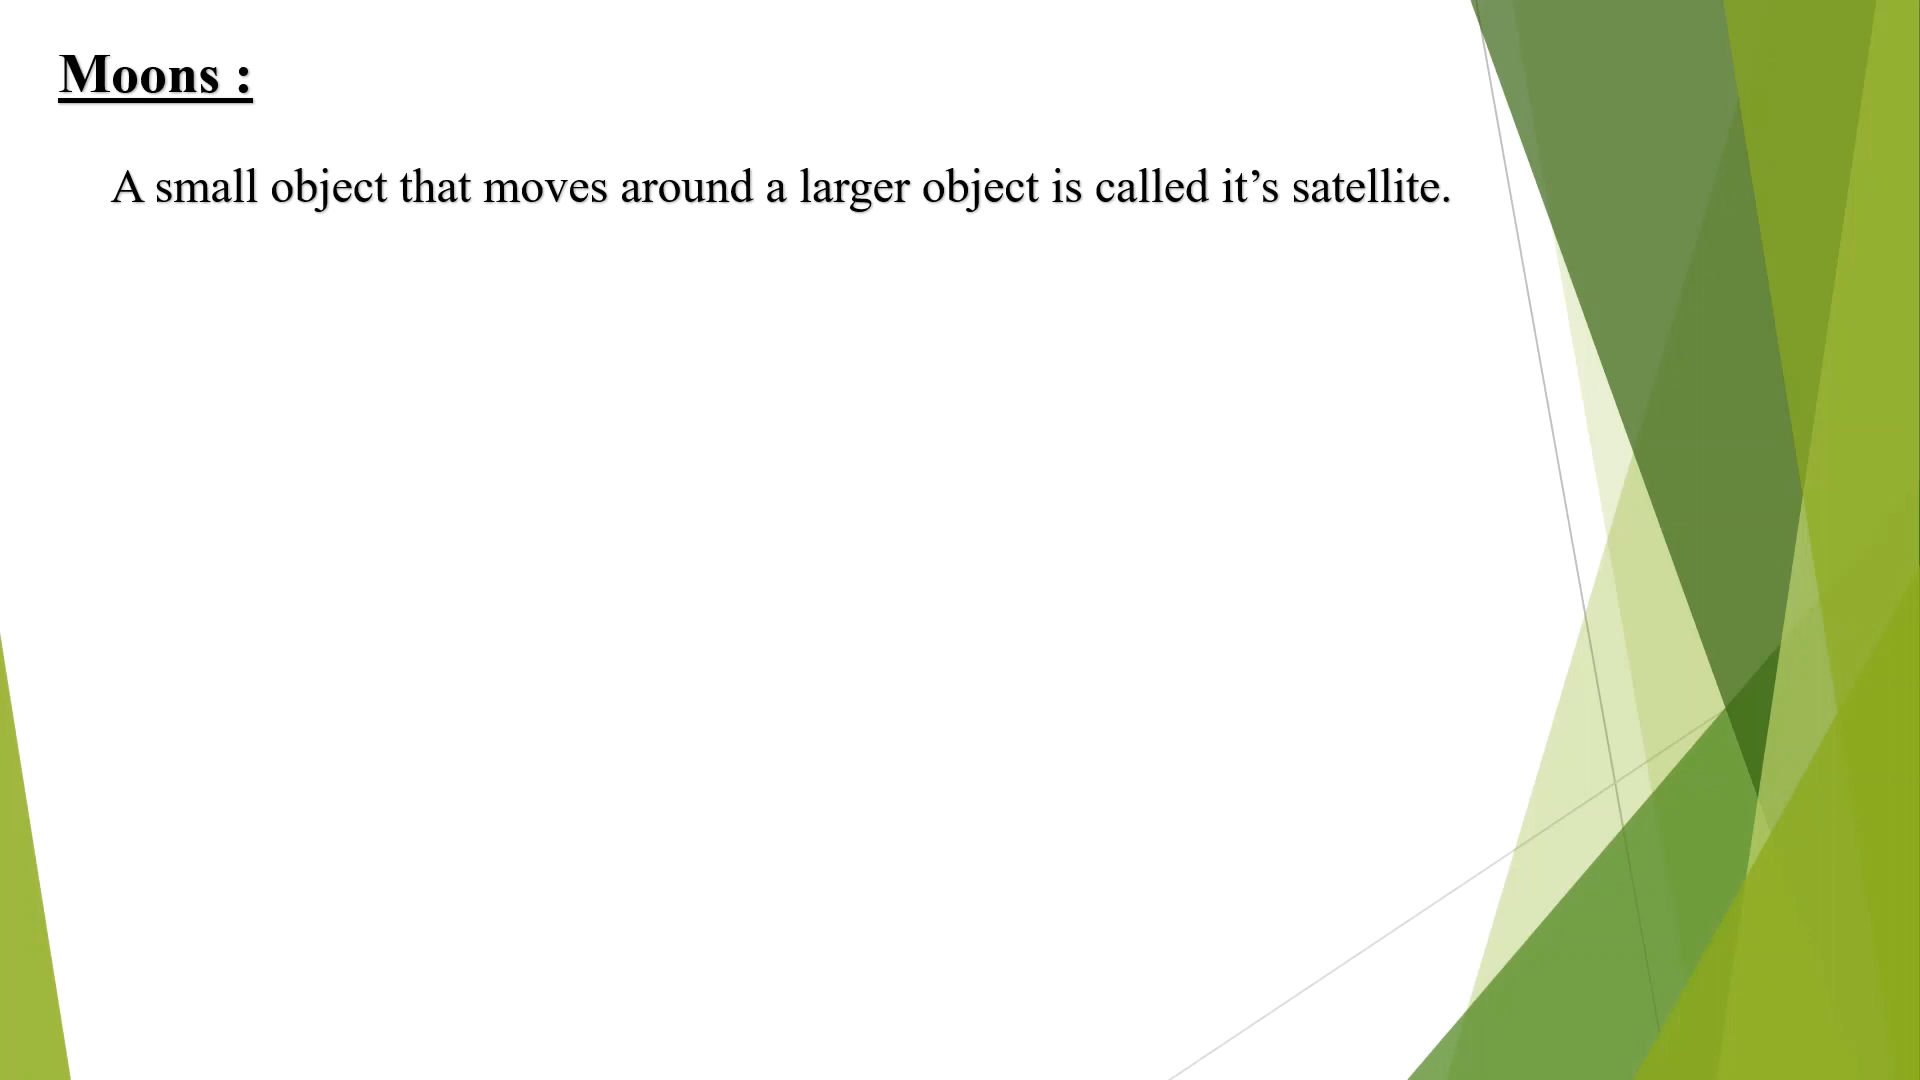 Moons :
A small object that moves around a larger object is called it’s satellite.